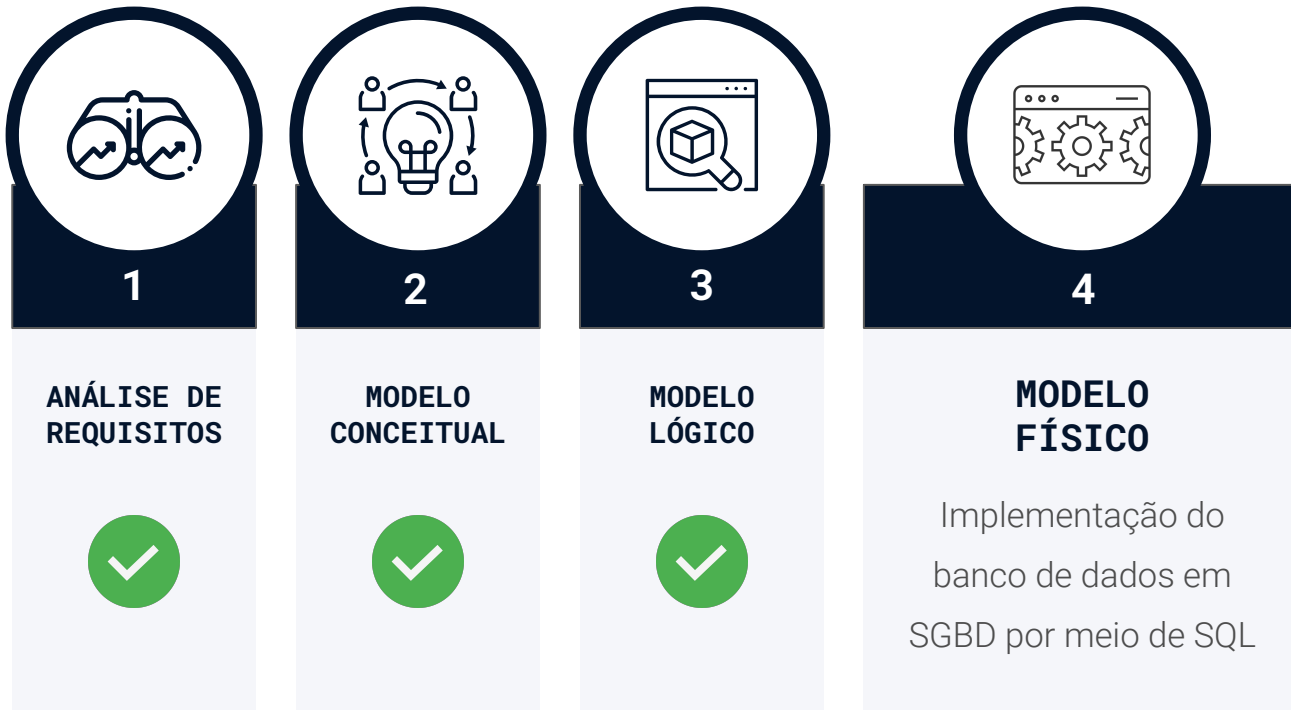 1
ANÁLISE DE
REQUISITOS
2
MODELO
CONCEITUAL
3
MODELO
LÓGICO
4
MODELO
FÍSICO
Implementação do
banco de dados em
SGBD por meio de SQL